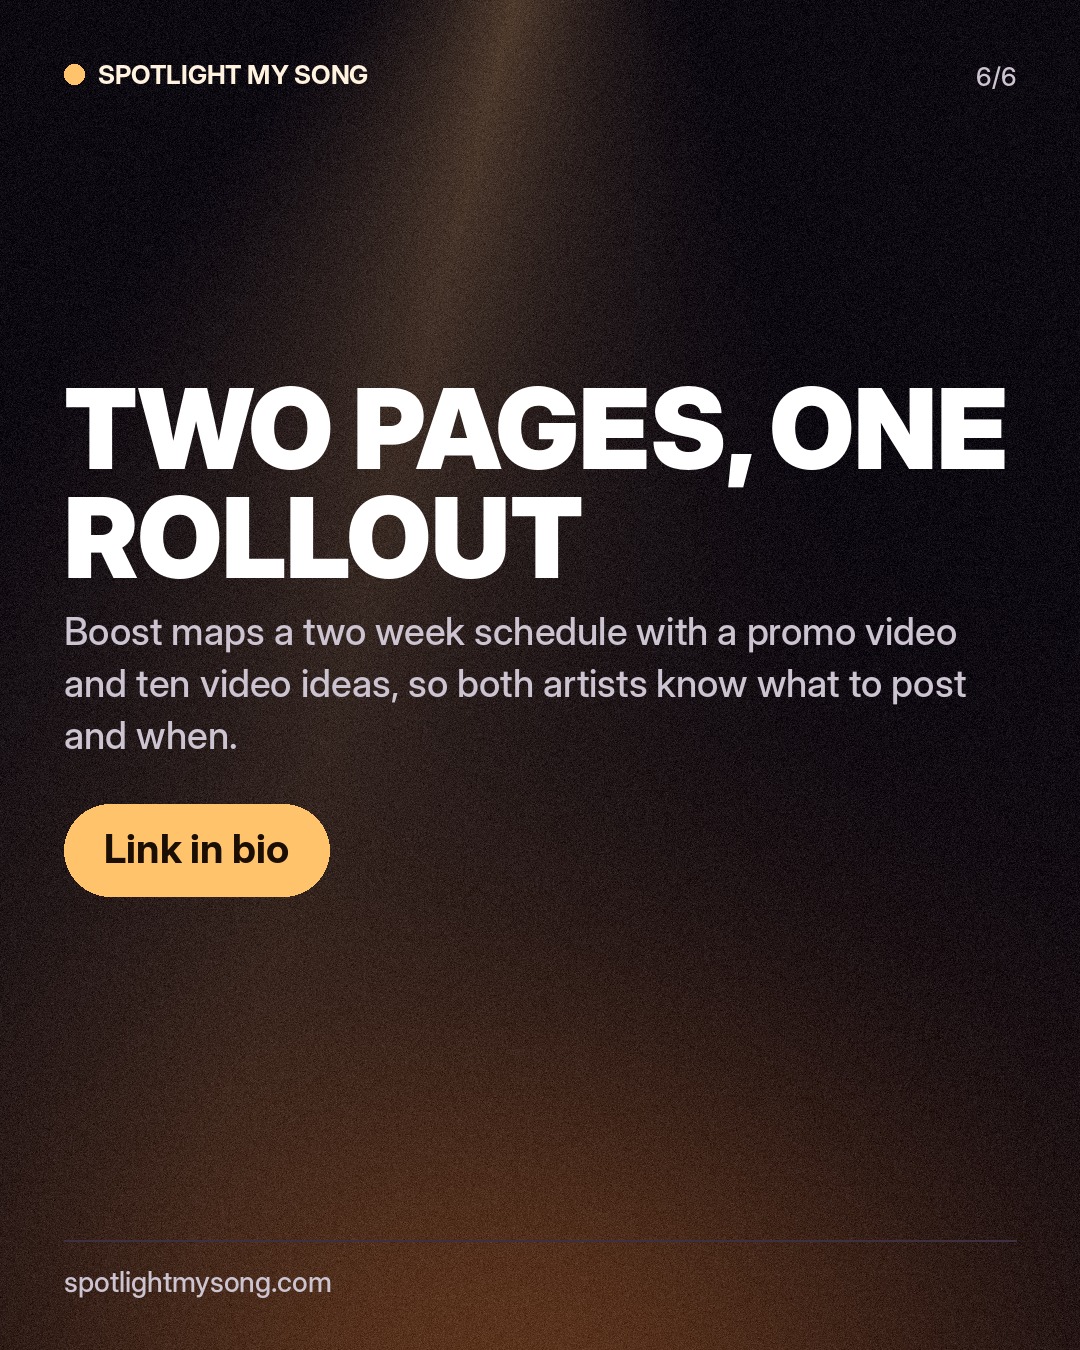 SPOTLIGHT MY SONG
6/6
TWO PAGES, ONE
ROLLOUT
Boost maps a two week schedule with a promo video
and ten video ideas, so both artists know what to post
and when.
Link in bio
spotlightmysong.com